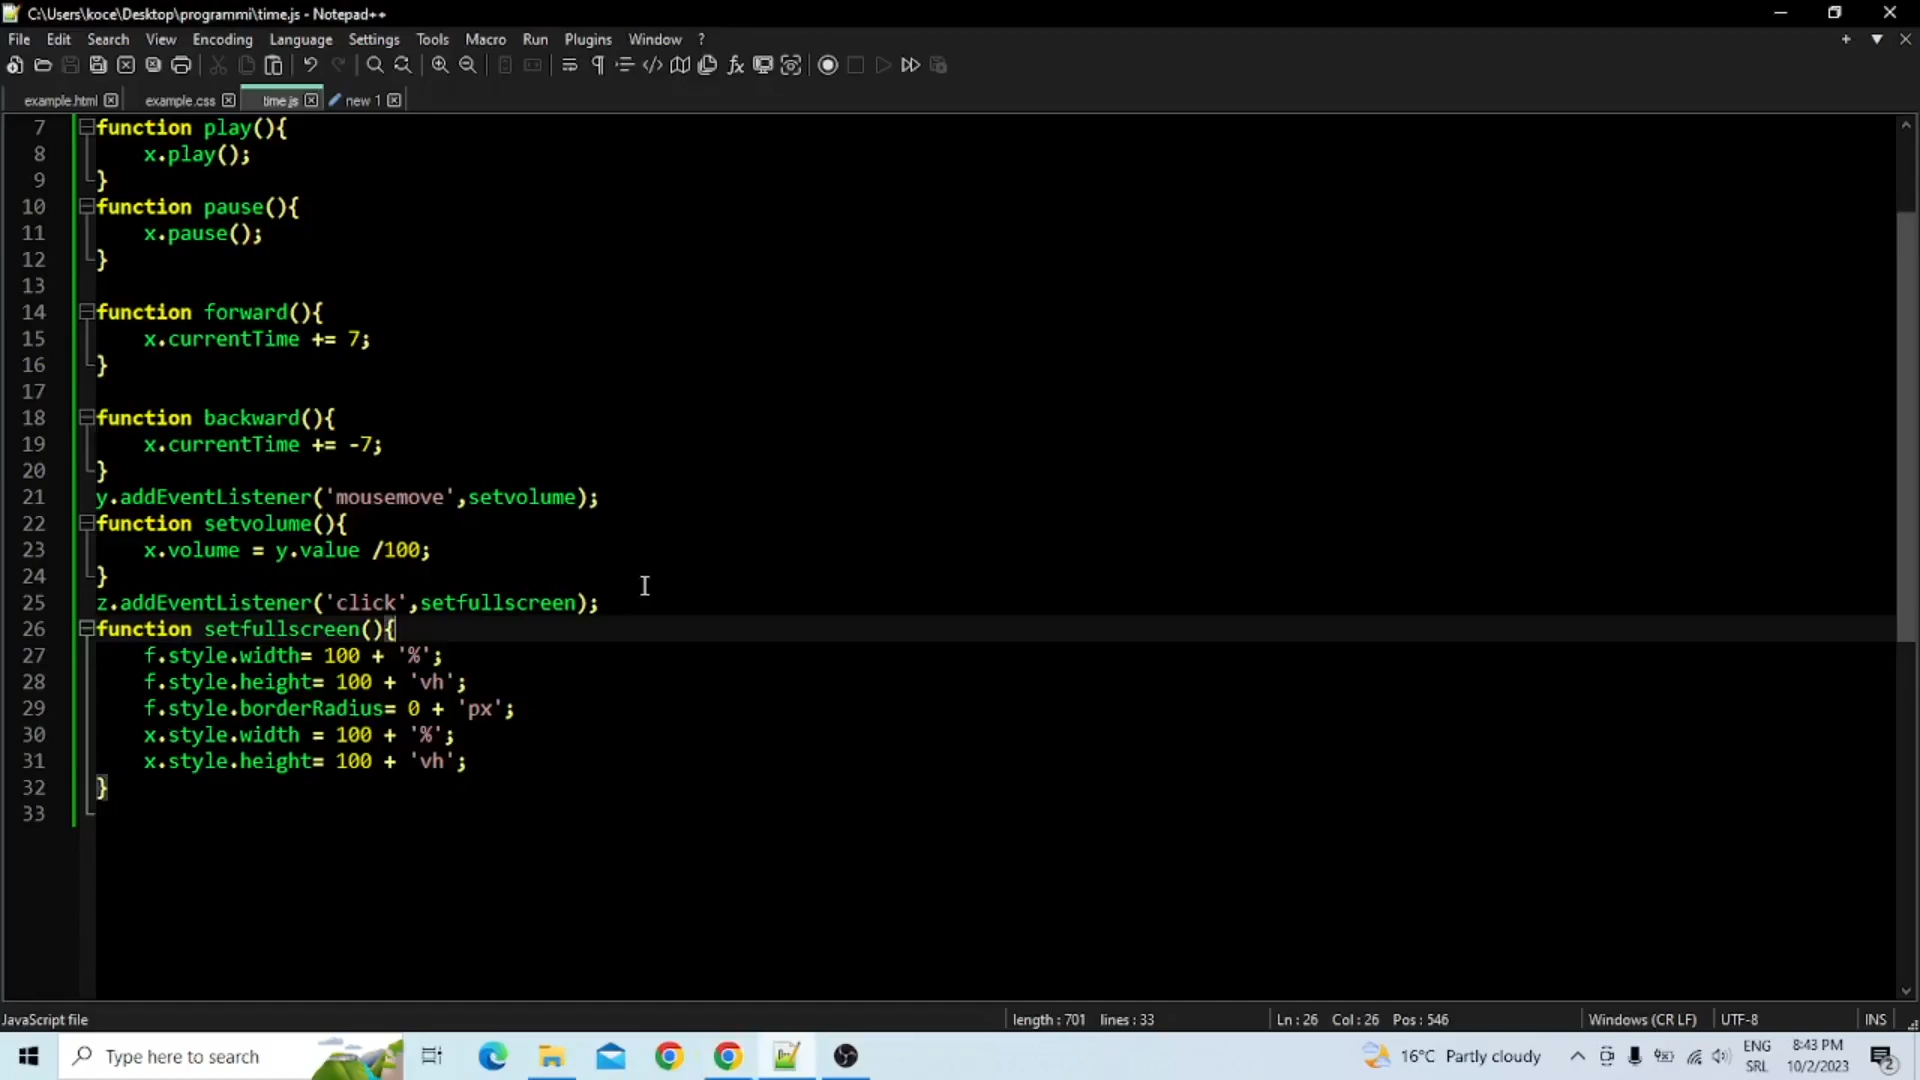 C:\Users\koce\Desktop\programmi\time.js - Notepad++
File Edit Search View Encoding Language Settings Tools Macro Run Plugins Window ?
example.html example.css time.js new 1
7 function play(){
8 x.play();
9 }
10 function pause(){
11 x.pause();
12 }
13
14 function forward(){
15 x.currentTime += 7;
16 }
17
18 function backward(){
19 x.currentTime += -7;
20 }
21 y.addEventListener('mousemove',setvolume);
22 function setvolume(){
23 x.volume = y.value /100;
24 }
25 z.addEventListener('click',setfullscreen);
26 function setfullscreen(){
27 f.style.width= 100 + '%';
28 f.style.height= 100 + 'vh';
29 f.style.borderRadius= 0 + 'px';
30 x.style.width = 100 + '%';
31 x.style.height= 100 + 'vh';
32 }
33
JavaScript file length : 701 lines : 33 Ln : 26 Col : 26 Pos : 546 Windows (CR LF) UTF-8 INS
Type here to search 16°C Partly cloudy ENG 8:43 PM
SRL 10/2/2023 2